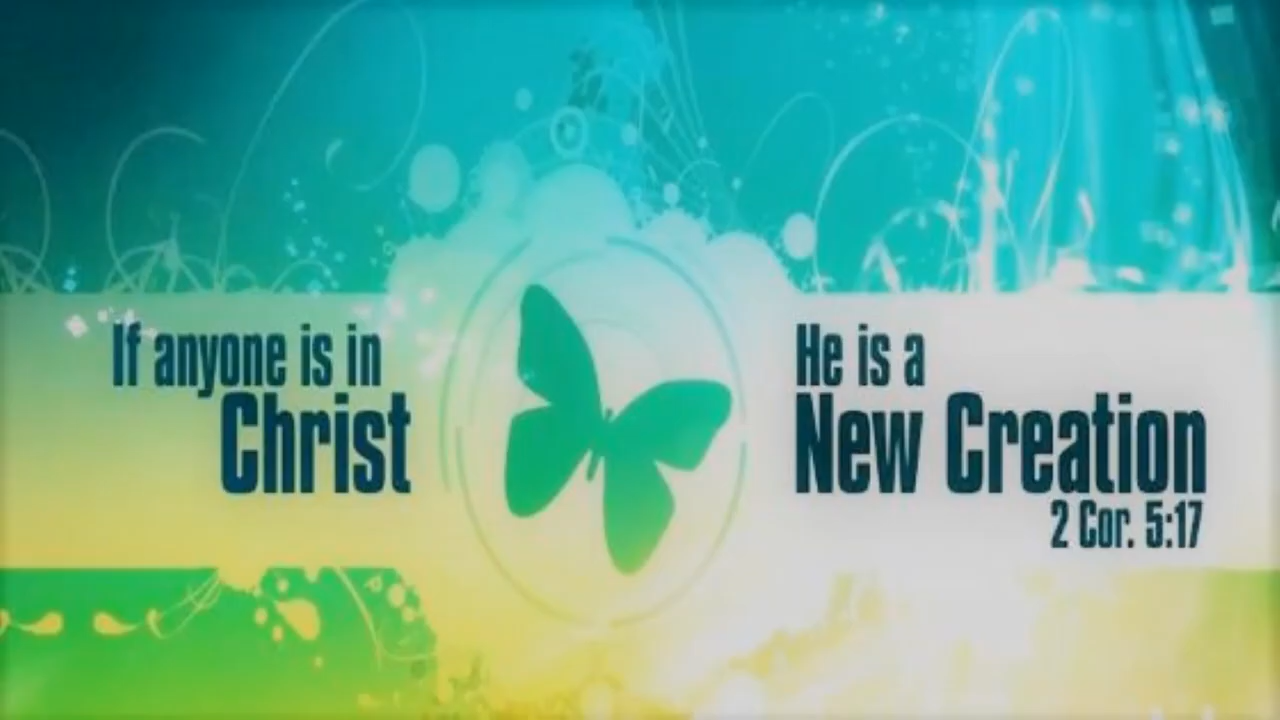 If anyone is in
Christ
He is a
New Creation
2 Cor. 5:17